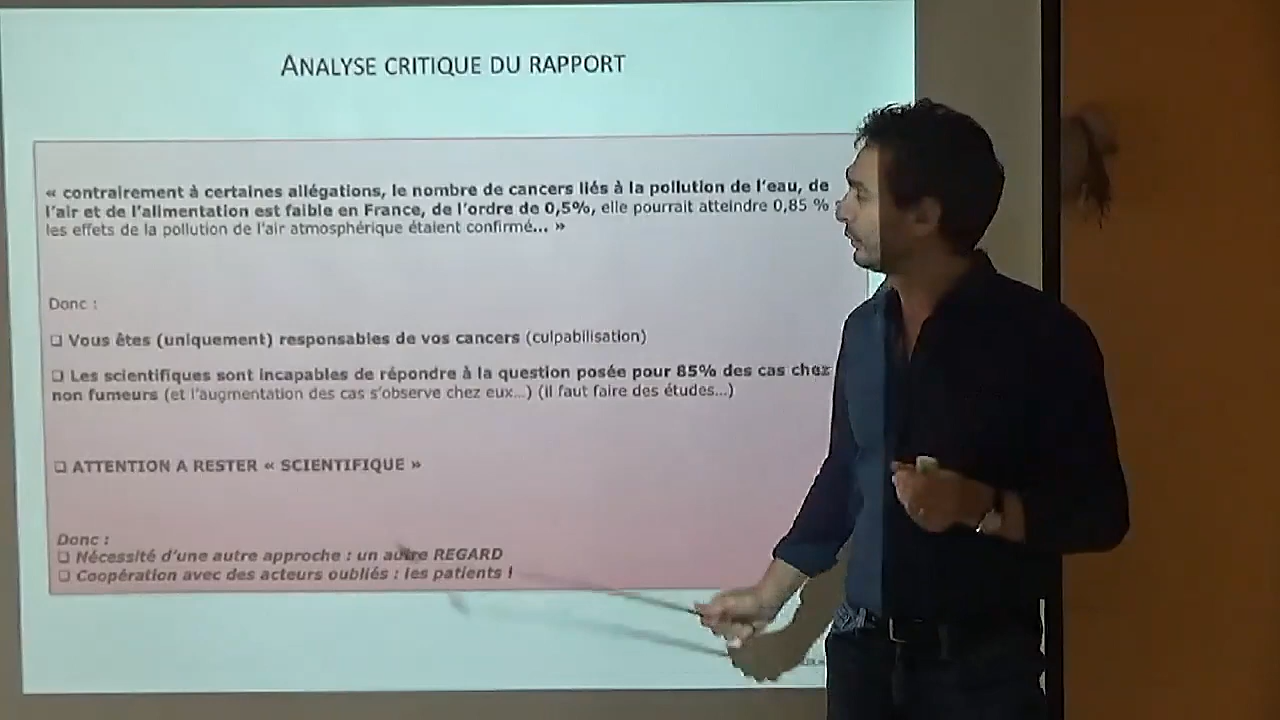 ANALYSE CRITIQUE DU RAPPORT
« contrairement à certaines allégations, le nombre de cancers liés à la pollution de l'eau, de
l'air et de l'alimentation est faible en France, de l'ordre de 0,5%, elle pourrait atteindre 0,85 %
les effets de la pollution de l'air atmosphérique étaient confirmé... »
Donc :
❑ Vous êtes (uniquement) responsables de vos cancers (culpabilisation)
❑ Les scientifiques sont incapables de répondre à la question posée pour 85% des cas chez
non fumeurs (et l'augmentation des cas s'observe chez eux...) (il faut faire des études...)
❑ ATTENTION A RESTER « SCIENTIFIQUE »
Donc :
❑ Nécessité d'une autre approche : un autre REGARD
❑ Coopération avec des acteurs oubliés : les patients !